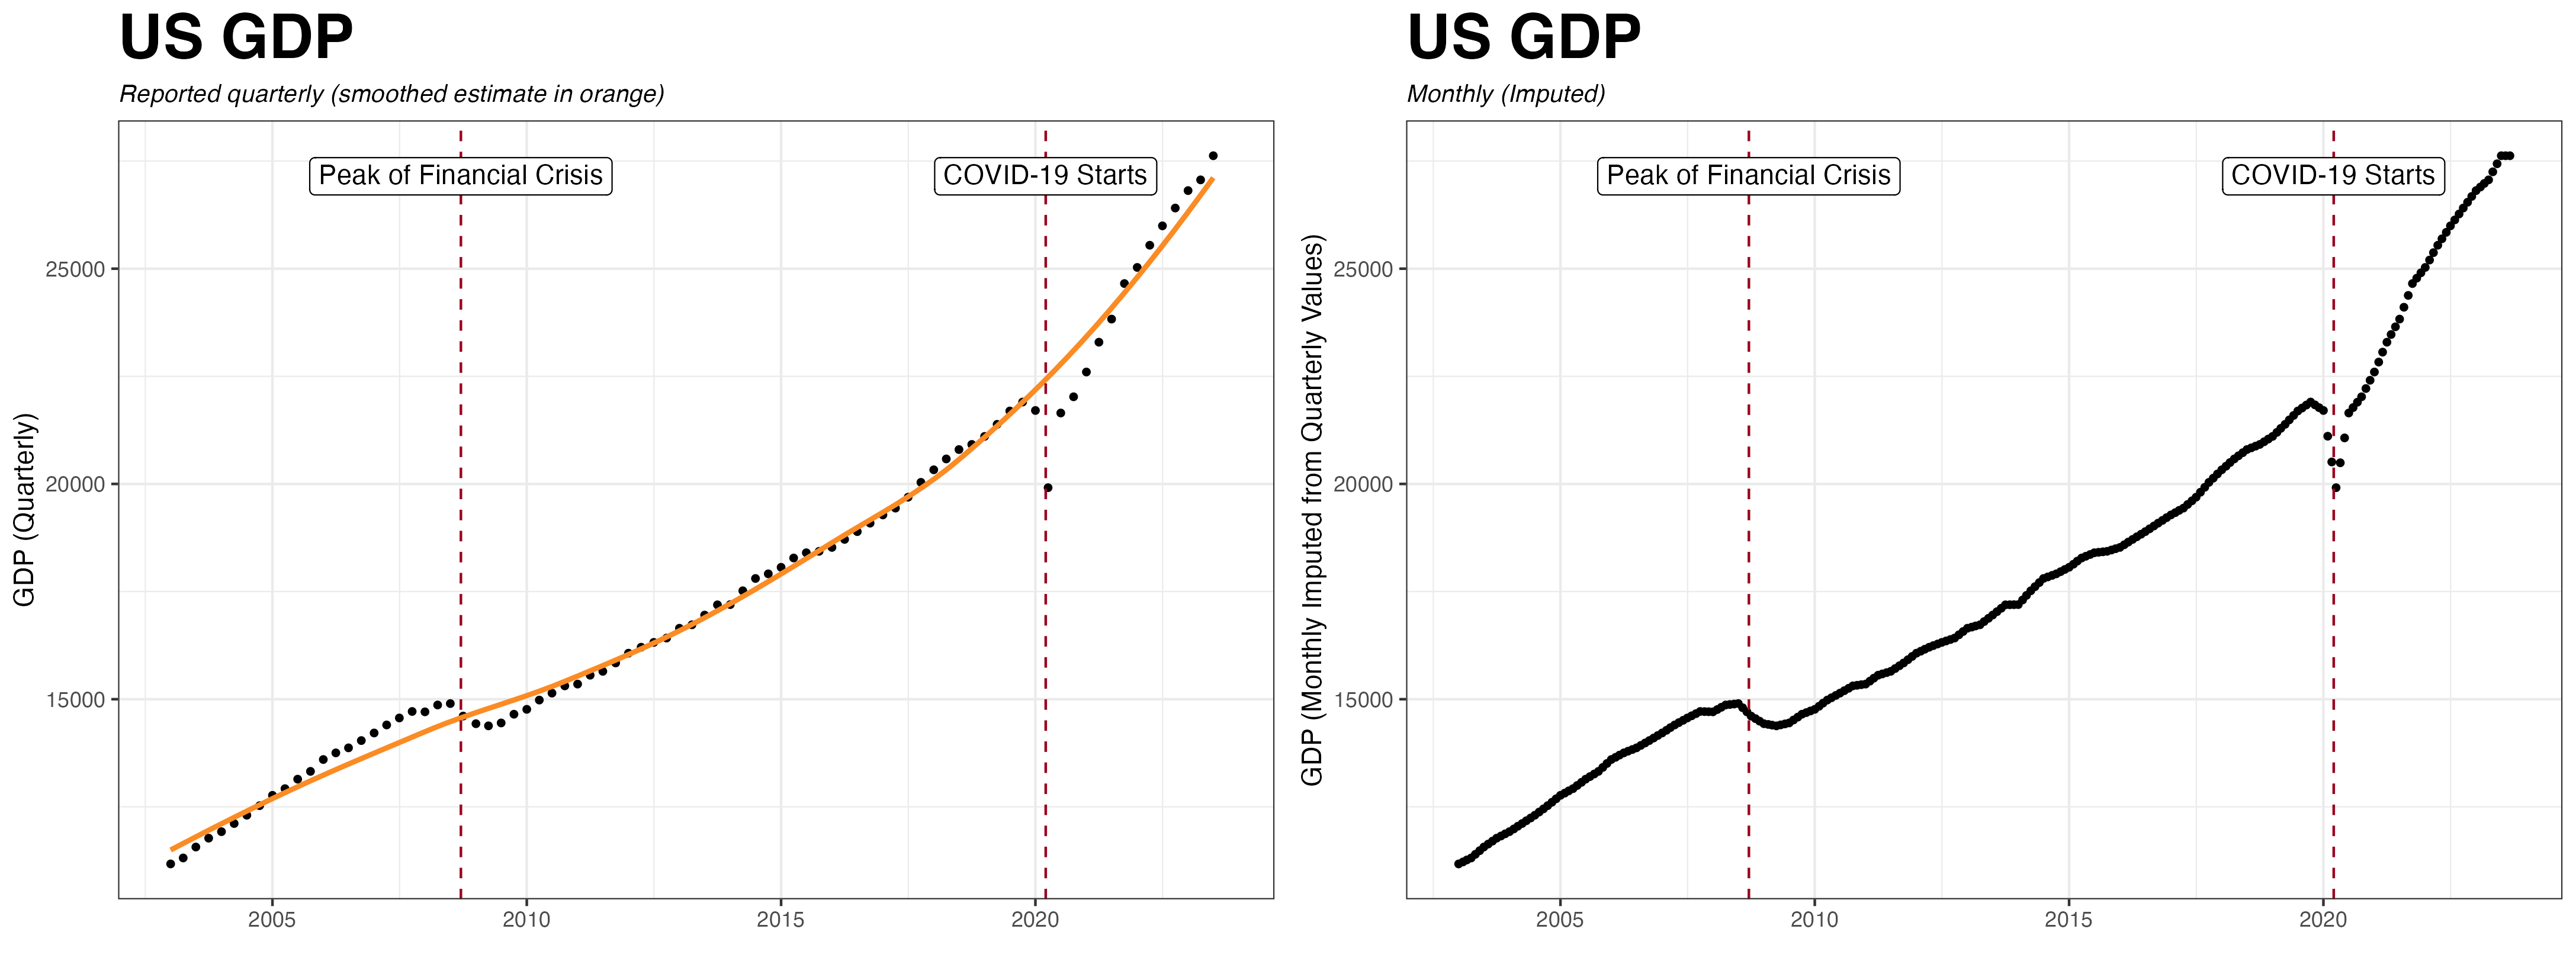 US GDP
Reported quarterly (smoothed estimate in orange)
Peak of Financial Crisis
COVID-19 Starts
GDP (Quarterly)
25000
20000
15000
2005
2010
2015
2020
US GDP
Monthly (Imputed)
Peak of Financial Crisis
COVID-19 Starts
GDP (Monthly Imputed from Quarterly Values)
25000
20000
15000
2005
2010
2015
2020